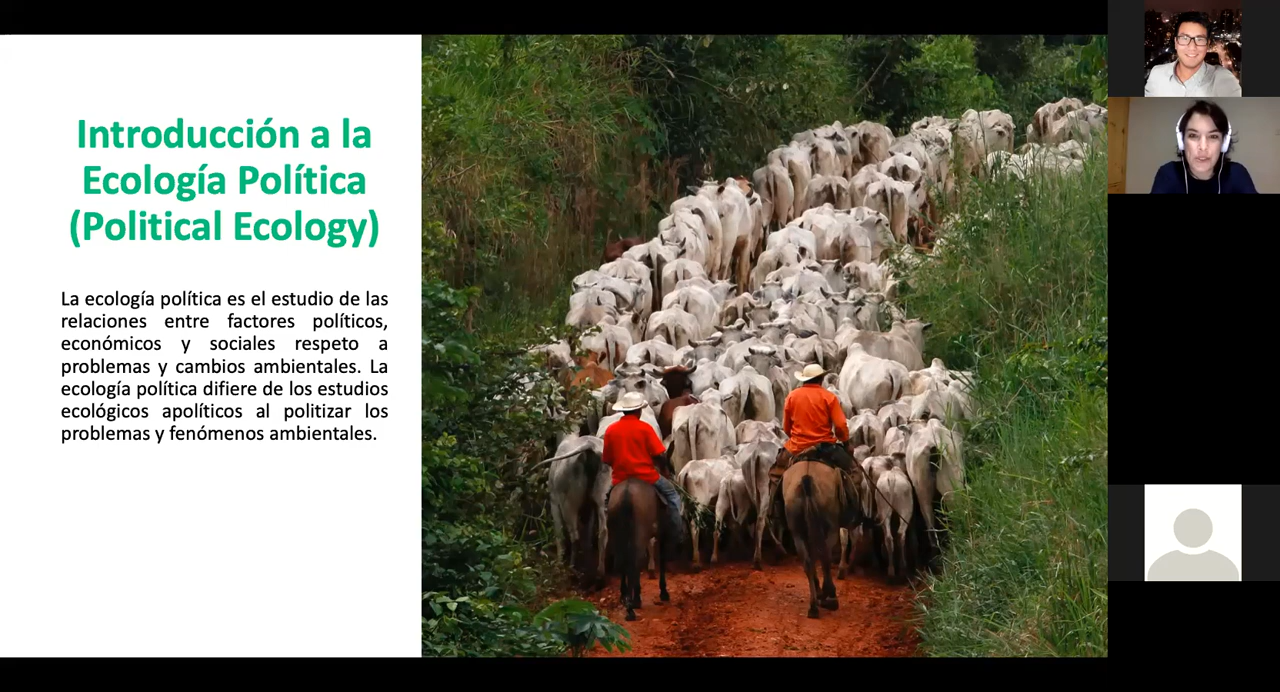 Introducción a la
Ecología Política
(Political Ecology)
La ecología política es el estudio de las
relaciones entre factores políticos,
económicos y sociales respeto a
problemas y cambios ambientales. La
ecología política difiere de los estudios
ecológicos apolíticos al politizar los
problemas y fenómenos ambientales.